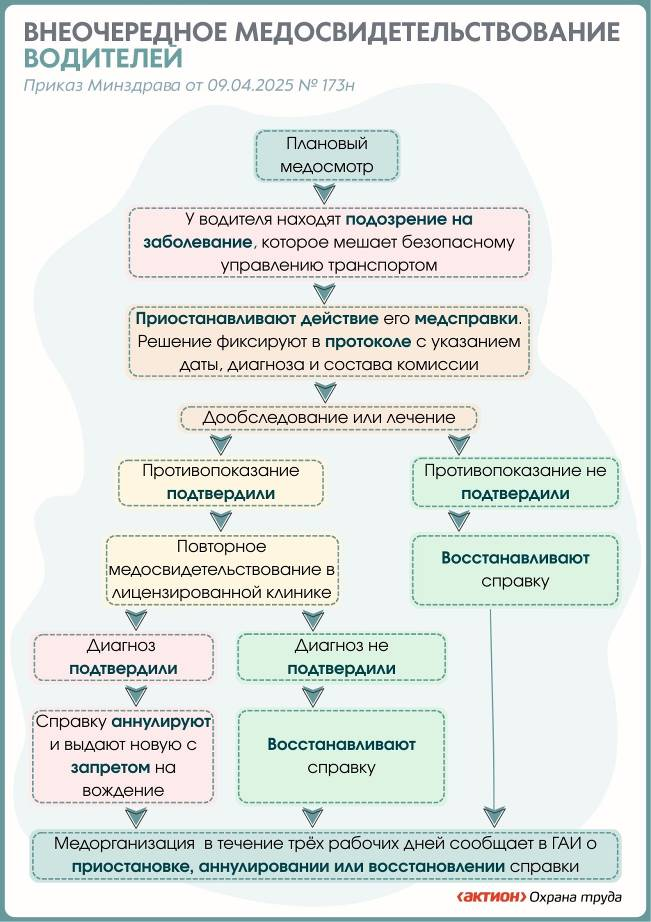 ВНЕОЧЕРЕДНОЕ МЕДОСВИДЕТЕЛЬСТВОВАНИЕ
ВОДИТЕЛЕЙ
Приказ Минздрава от 09.04.2025 № 173н
Плановый
медосмотр
У водителя находят подозрение на
заболевание, которое мешает безопасному
управлению транспортом
Приостанавливают действие его медсправки.
Решение фиксируют в протоколе с указанием
даты, диагноза и состава комиссии
Дообследование или лечение
Противопоказание
подтвердили
Противопоказание не
подтвердили
Повторное
медосвидетельствование в
лицензированной клинике
Восстанавливают
справку
Диагноз
подтвердили
Диагноз не
подтвердили
Справку аннулируют
и выдают новую с
запретом на
вождение
Восстанавливают
справку
Медорганизация в течение трёх рабочих дней сообщает в ГАИ о
приостановке, аннулировании или восстановлении справки
‹АКТИОН› Охрана труда